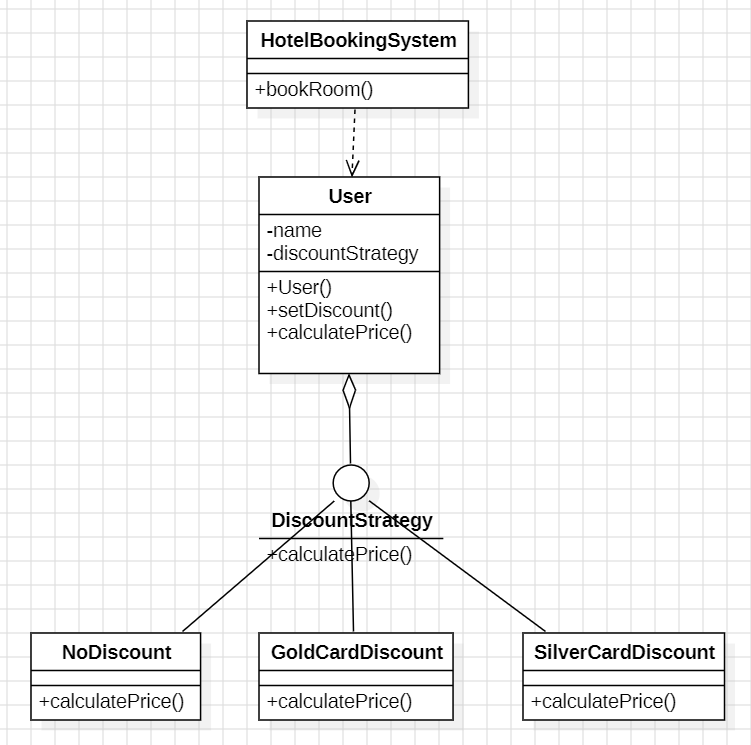 HotelBookingSystem
+bookRoom()
User
-name
-discountStrategy
+User()
+setDiscount()
+calculatePrice()
DiscountStrategy
+calculatePrice()
NoDiscount
+calculatePrice()
GoldCardDiscount
+calculatePrice()
SilverCardDiscount
+calculatePrice()